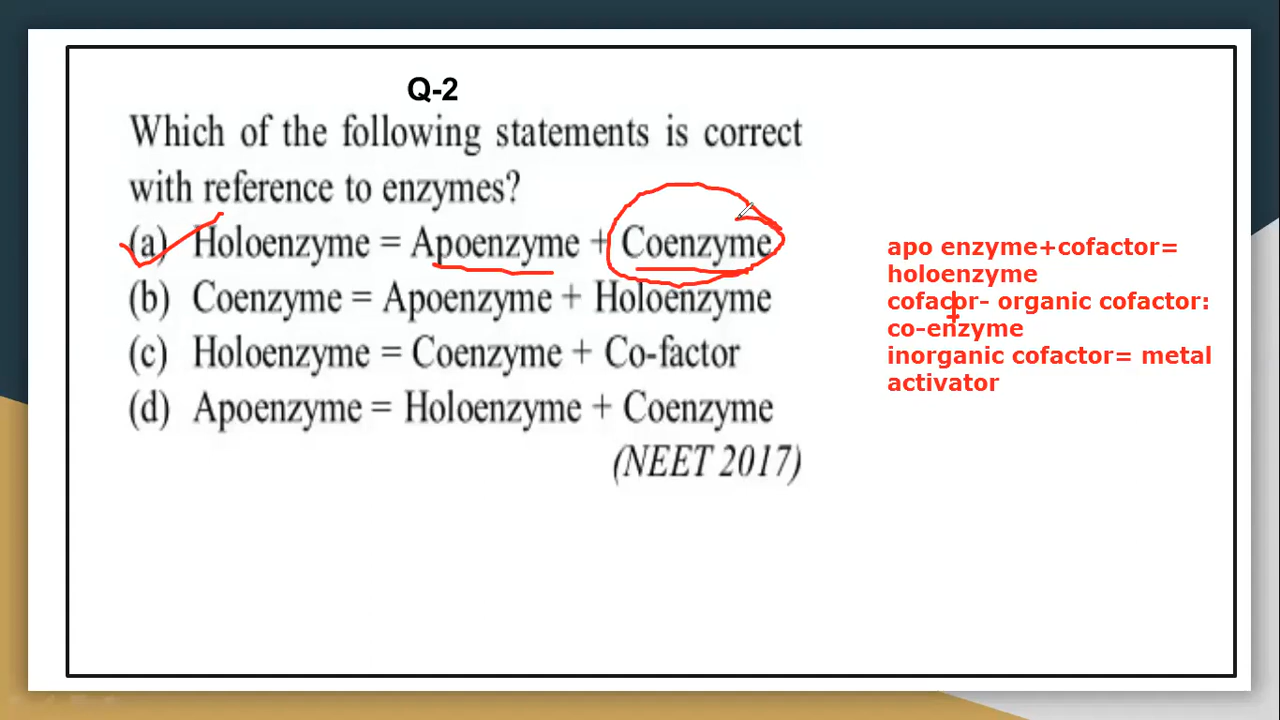 Q-2
Which of the following statements is correct
with reference to enzymes?
(a) Holoenzyme = Apoenzyme + Coenzyme
(b) Coenzyme = Apoenzyme + Holoenzyme
(c) Holoenzyme = Coenzyme + Co-factor
(d) Apoenzyme = Holoenzyme + Coenzyme
(NEET 2017)
apo enzyme+cofactor=
holoenzyme
cofacor- organic cofactor:
co-enzyme
inorganic cofactor= metal
activator